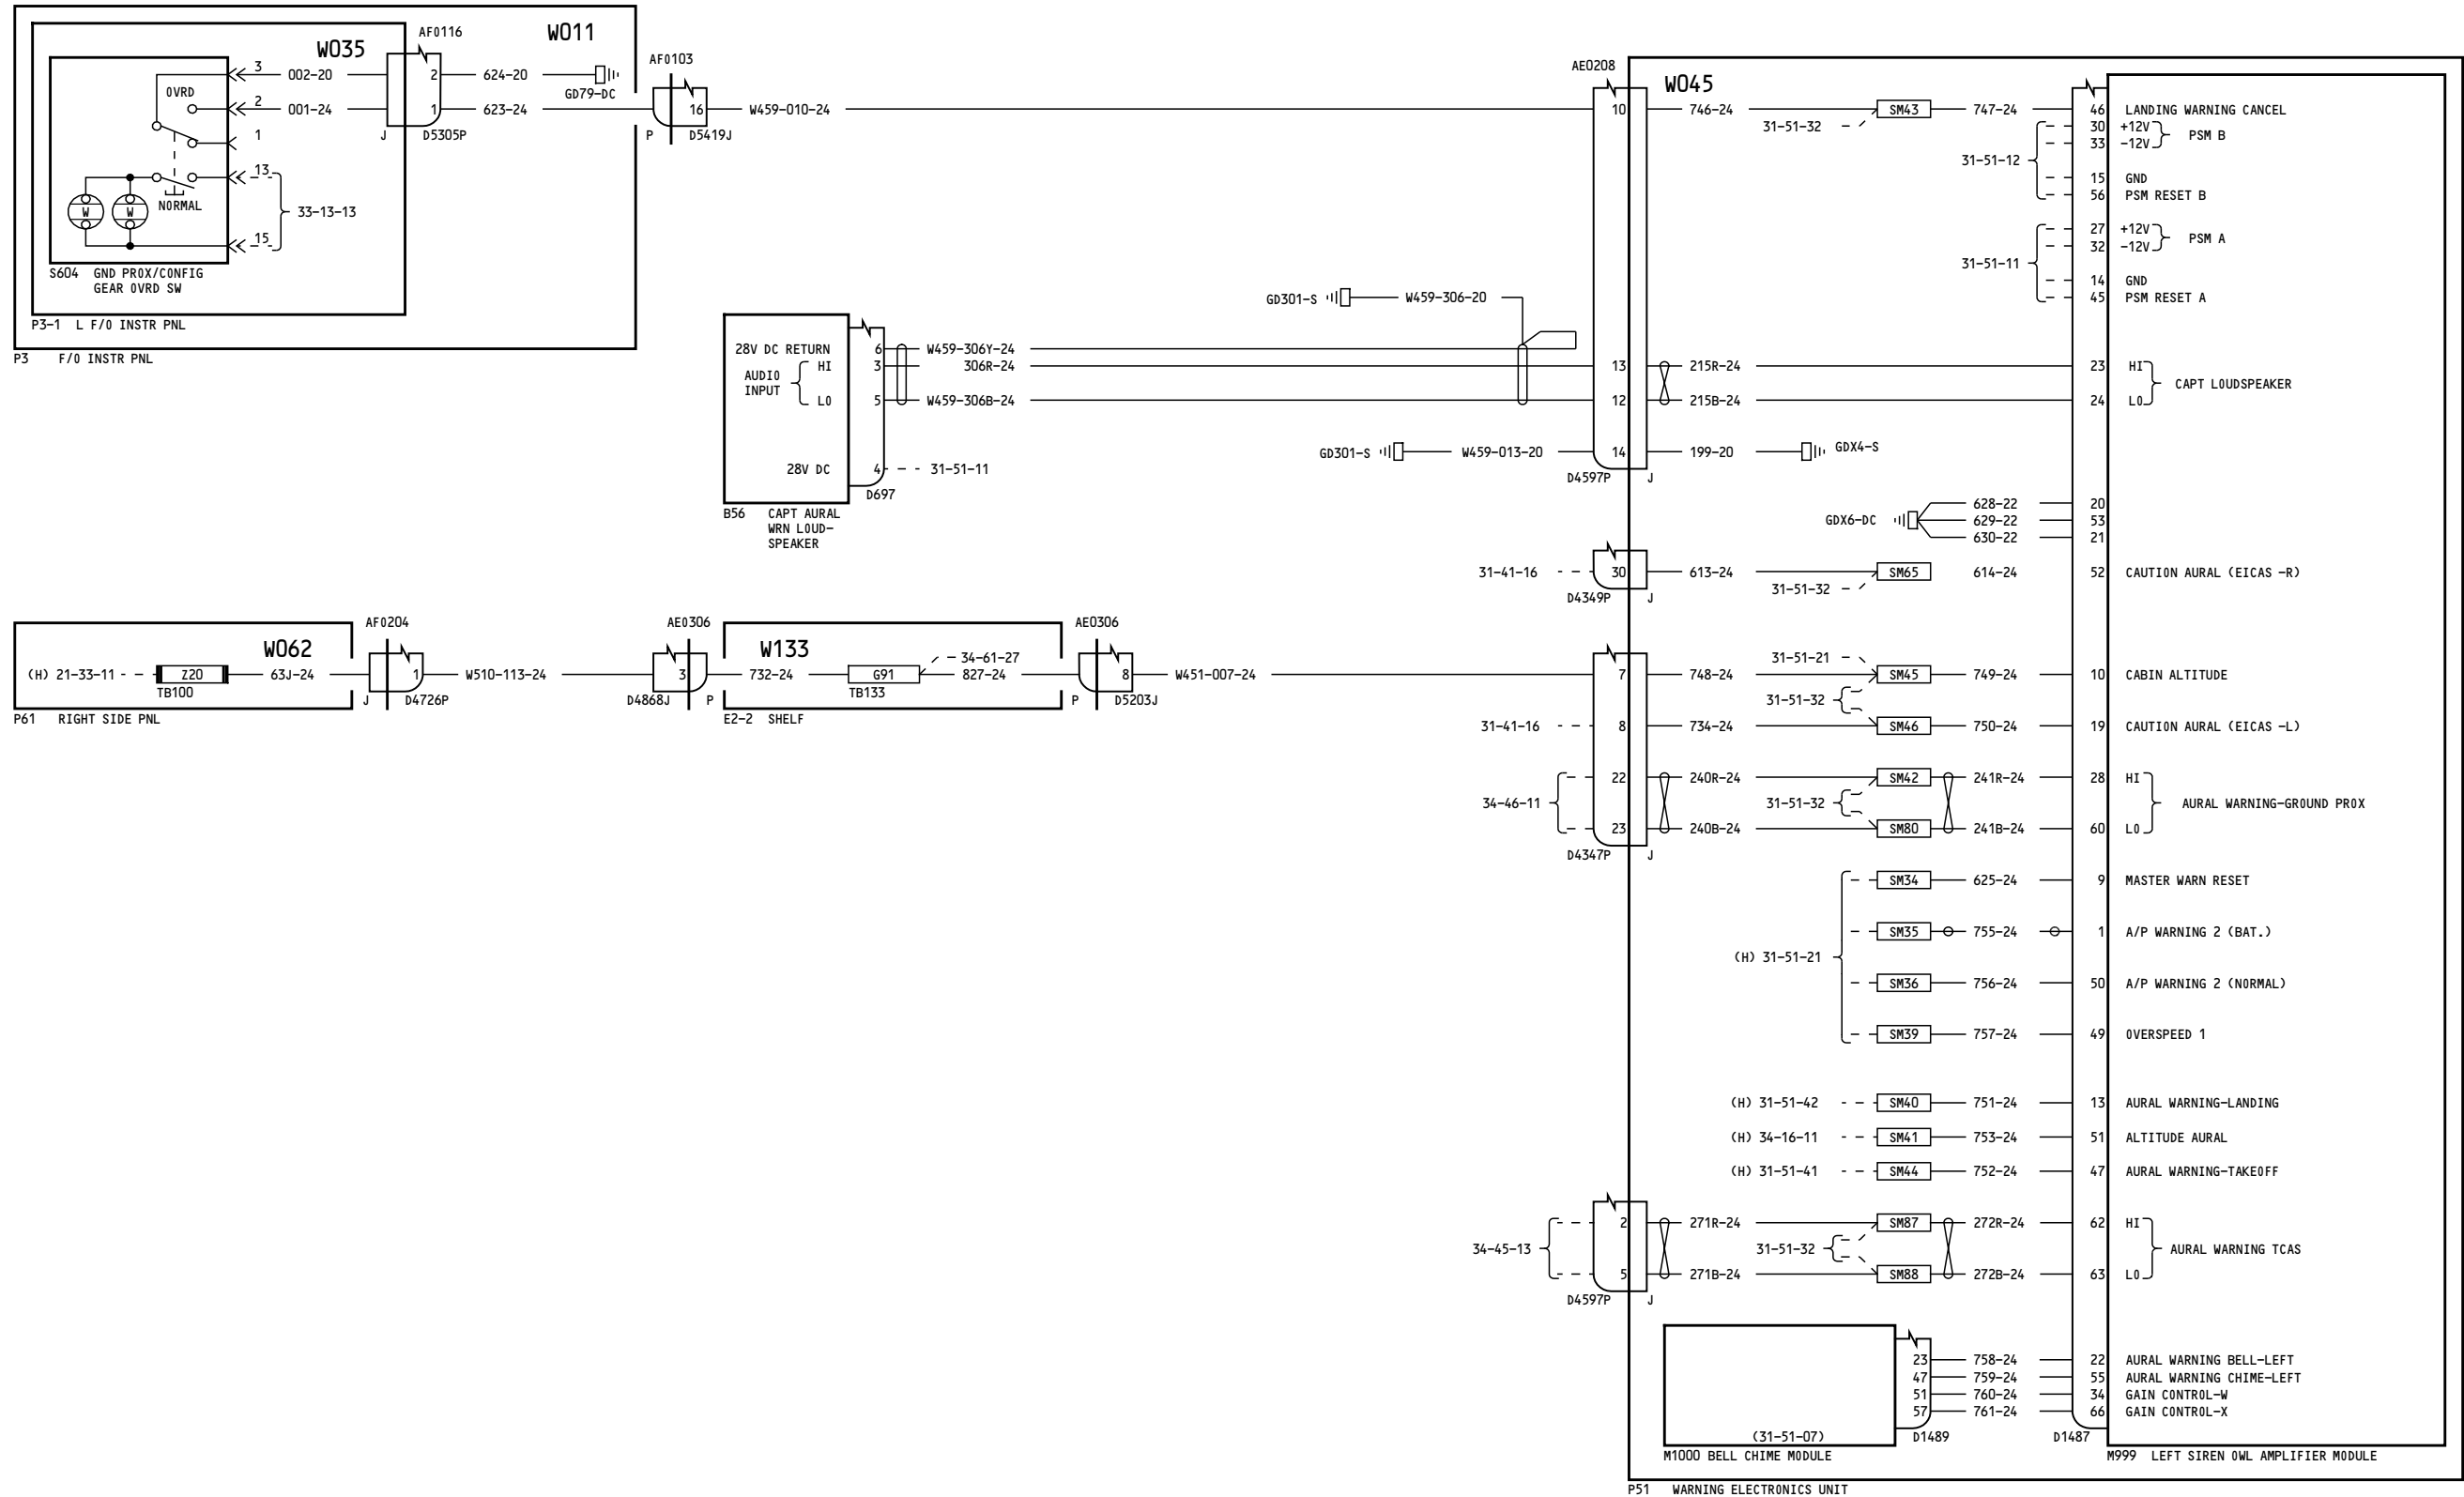 W035
AF0116
W011
3 002-20
2 624-20
GD79-DC
AF0103
OVRD
2 001-24
1 623-24
16 W459-010-24
J D5305P
P D5419J
1
13
W W
NORMAL
33-13-13
15
S604 GND PROX/CONFIG
GEAR OVRD SW
P3-1 L F/O INSTR PNL
P3 F/O INSTR PNL
AE0208
W045
10 746-24 SM43 747-24 46 LANDING WARNING CANCEL
31-51-32
30 +12V
33 -12V
PSM B
31-51-12
15 GND
56 PSM RESET B
27 +12V
32 -12V
PSM A
31-51-11
14 GND
45 PSM RESET A
GD301-S W459-306-20
28V DC RETURN 6 W459-306Y-24
AUDIO
INPUT
HI 3 306R-24
LO 5 W459-306B-24
13 215R-24 23 HI
12 215B-24 24 LO
CAPT LOUDSPEAKER
28V DC 4 31-51-11
D697
B56 CAPT AURAL
WRN LOUD-
SPEAKER
GD301-S W459-013-20 14 199-20 GDX4-S
D4597P J
GDX6-DC
628-22 20
629-22 53
630-22 21
31-41-16 30 613-24 SM65 614-24 52 CAUTION AURAL (EICAS -R)
31-51-32
D4349P J
AF0204
AE0306
AE0306
W062
W133
(H) 21-33-11 Z20 63J-24 1 W510-113-24 3 732-24 G91 827-24 8 W451-007-24
34-61-27
TB100
TB133
J D4726P
D4868J P
P D5203J
P61 RIGHT SIDE PNL
E2-2 SHELF
31-51-21
7 748-24 SM45 749-24 10 CABIN ALTITUDE
31-51-32
31-41-16 8 734-24 SM46 750-24 19 CAUTION AURAL (EICAS -L)
22 240R-24 SM42 241R-24 28 HI
34-46-11
31-51-32
AURAL WARNING-GROUND PROX
23 240B-24 SM80 241B-24 60 LO
D4347P J
SM34 625-24 9 MASTER WARN RESET
SM35 755-24 1 A/P WARNING 2 (BAT.)
(H) 31-51-21
SM36 756-24 50 A/P WARNING 2 (NORMAL)
SM39 757-24 49 OVERSPEED 1
(H) 31-51-42 SM40 751-24 13 AURAL WARNING-LANDING
(H) 34-16-11 SM41 753-24 51 ALTITUDE AURAL
(H) 31-51-41 SM44 752-24 47 AURAL WARNING-TAKEOFF
2 271R-24 SM87 272R-24 62 HI
34-45-13
31-51-32
AURAL WARNING TCAS
5 271B-24 SM88 272B-24 63 LO
D4597P J
23 758-24 22 AURAL WARNING BELL-LEFT
47 759-24 55 AURAL WARNING CHIME-LEFT
51 760-24 34 GAIN CONTROL-W
57 761-24 66 GAIN CONTROL-X
(31-51-07)
D1489
D1487
M1000 BELL CHIME MODULE
M999 LEFT SIREN OWL AMPLIFIER MODULE
P51 WARNING ELECTRONICS UNIT